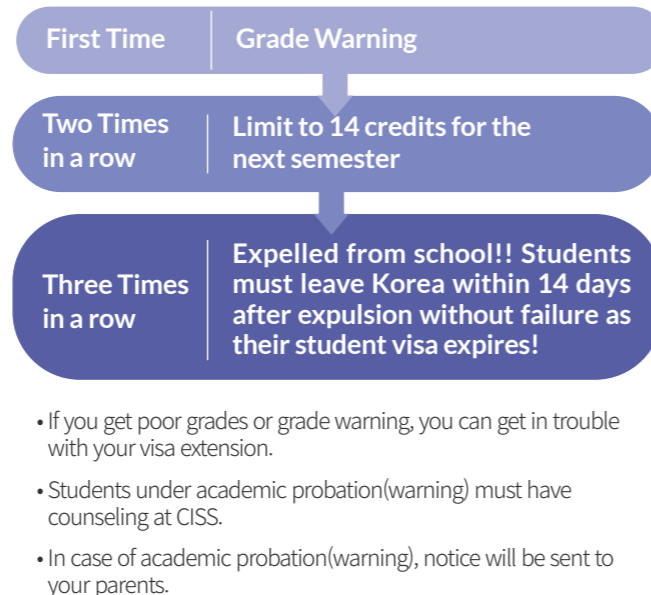 First Time
Grade Warning
Two Times
in a row
Limit to 14 credits for the
next semester
Three Times
in a row
Expelled from school!! Students
must leave Korea within 14 days
after expulsion without failure as
their student visa expires!
• If you get poor grades or grade warning, you can get in trouble
with your visa extension.
• Students under academic probation(warning) must have
counseling at CISS.
• In case of academic probation(warning), notice will be sent to
your parents.